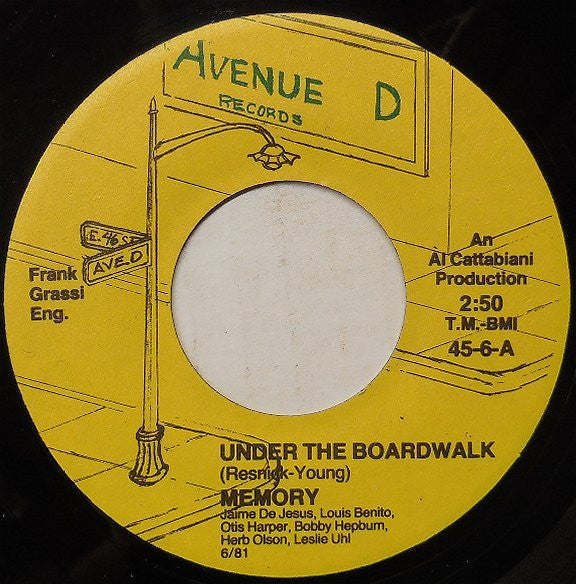 AVENUE D
RECORDS
E. 46 ST
AVE. D
Frank
Grassi
Eng.
An
Al Cattabiani
Production
2:50
T.M.-BMI
45-6-A
UNDER THE BOARDWALK
(Resnick-Young)
MEMORY
Jaime De Jesus, Louis Benito,
Otis Harper, Bobby Hepburn,
Herb Olson, Leslie Uhl
6/81